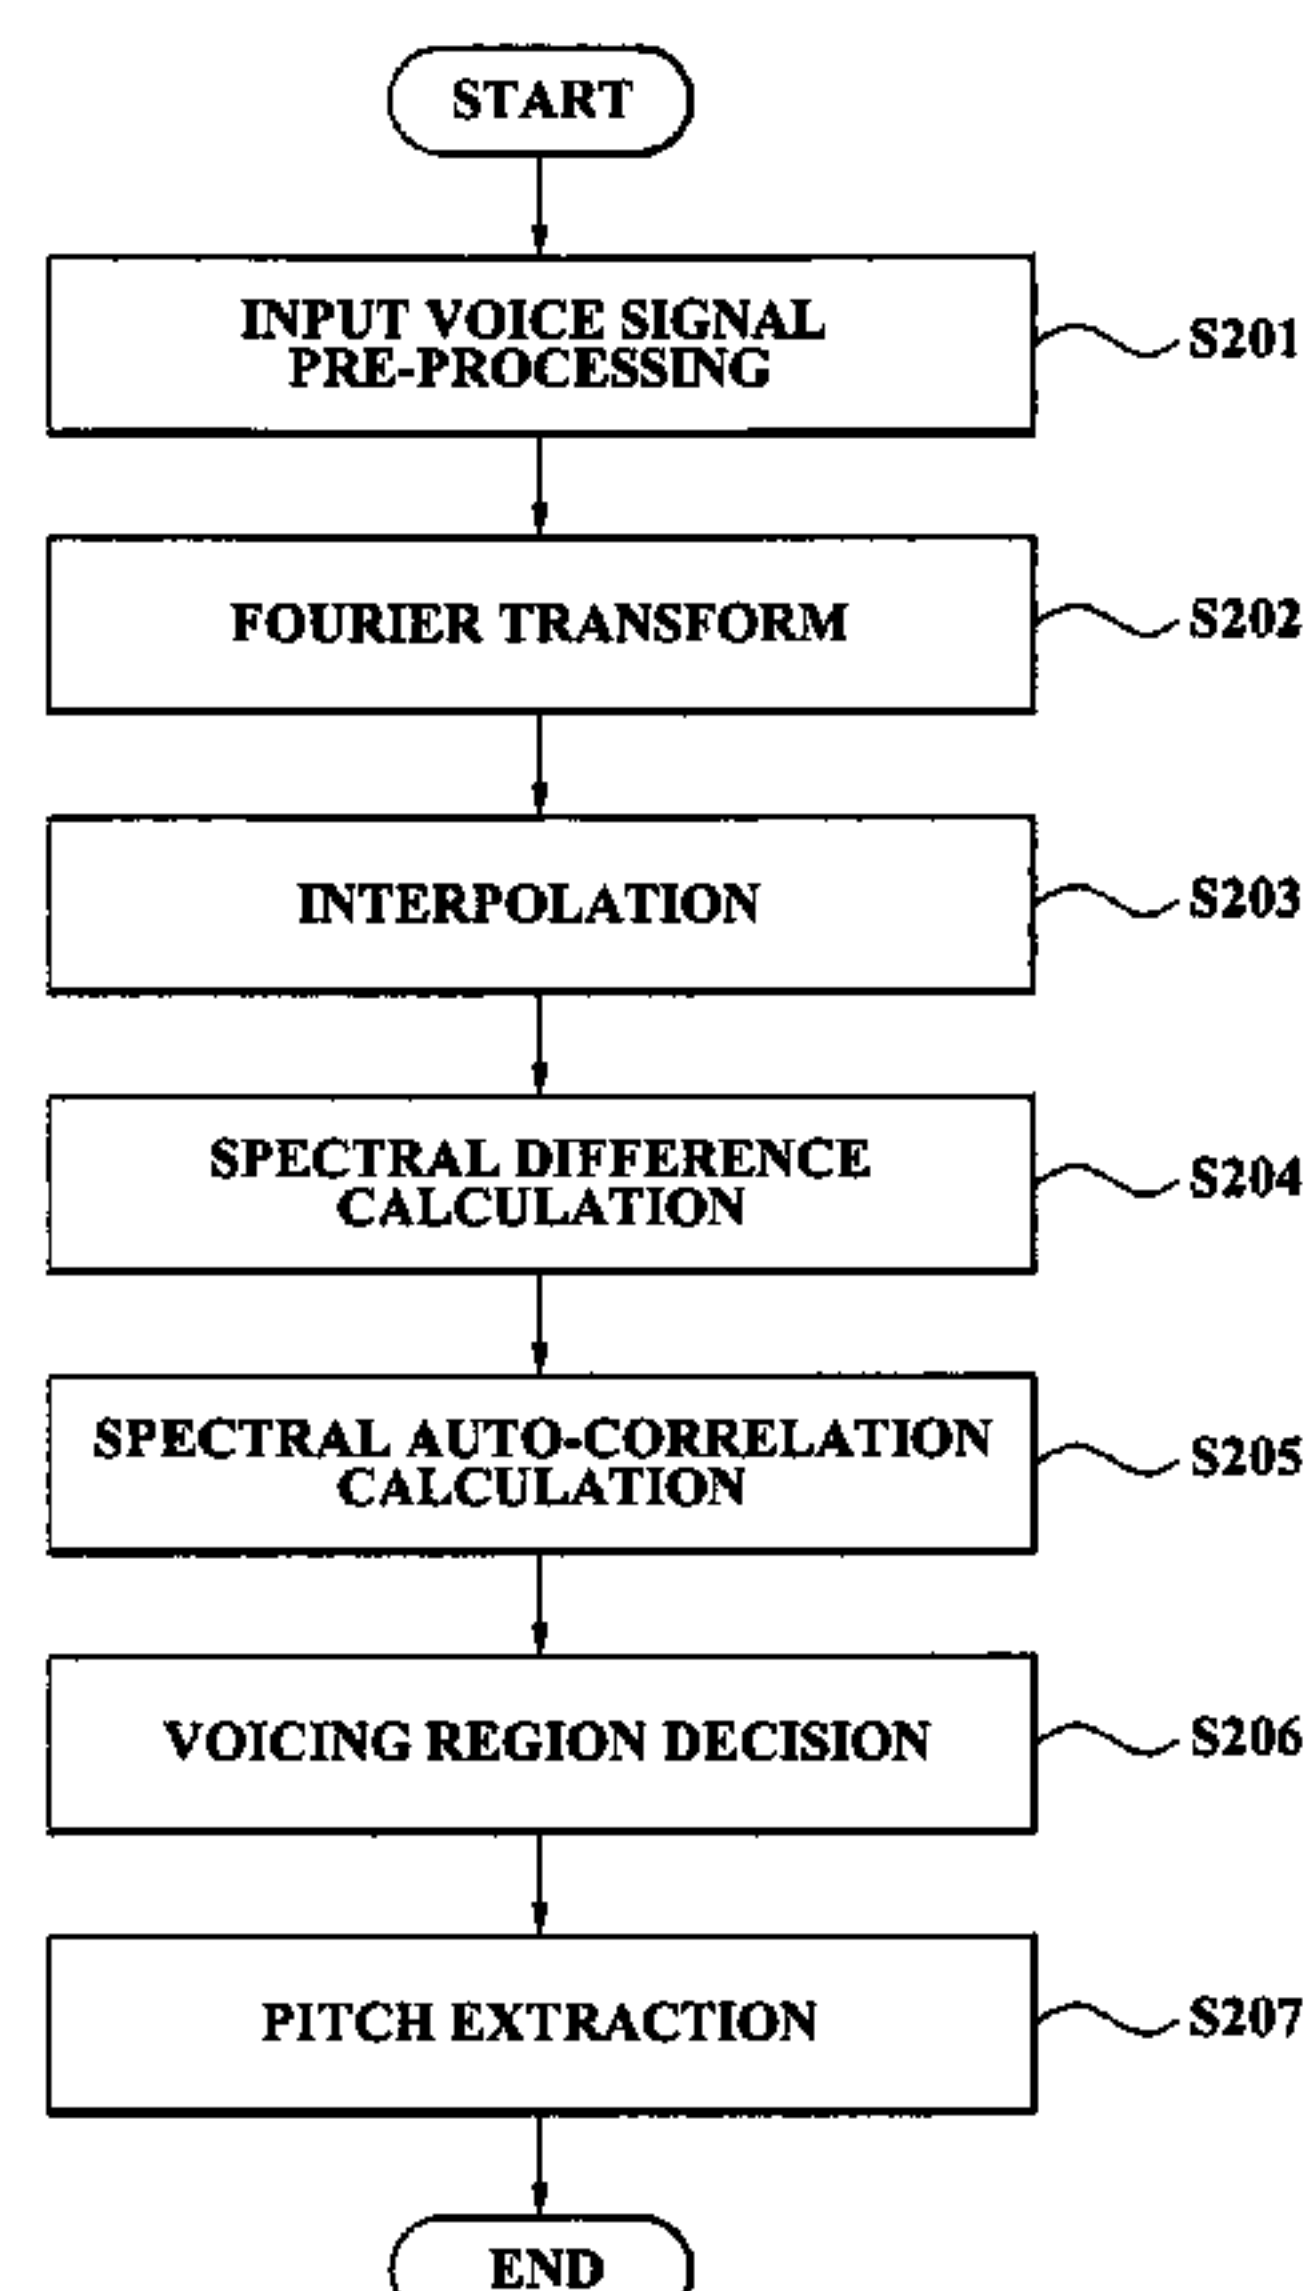 START
INPUT VOICE SIGNAL
PRE-PROCESSING
S201
FOURIER TRANSFORM
S202
INTERPOLATION
S203
SPECTRAL DIFFERENCE
CALCULATION
S204
SPECTRAL AUTO-CORRELATION
CALCULATION
S205
VOICING REGION DECISION
S206
PITCH EXTRACTION
S207
END